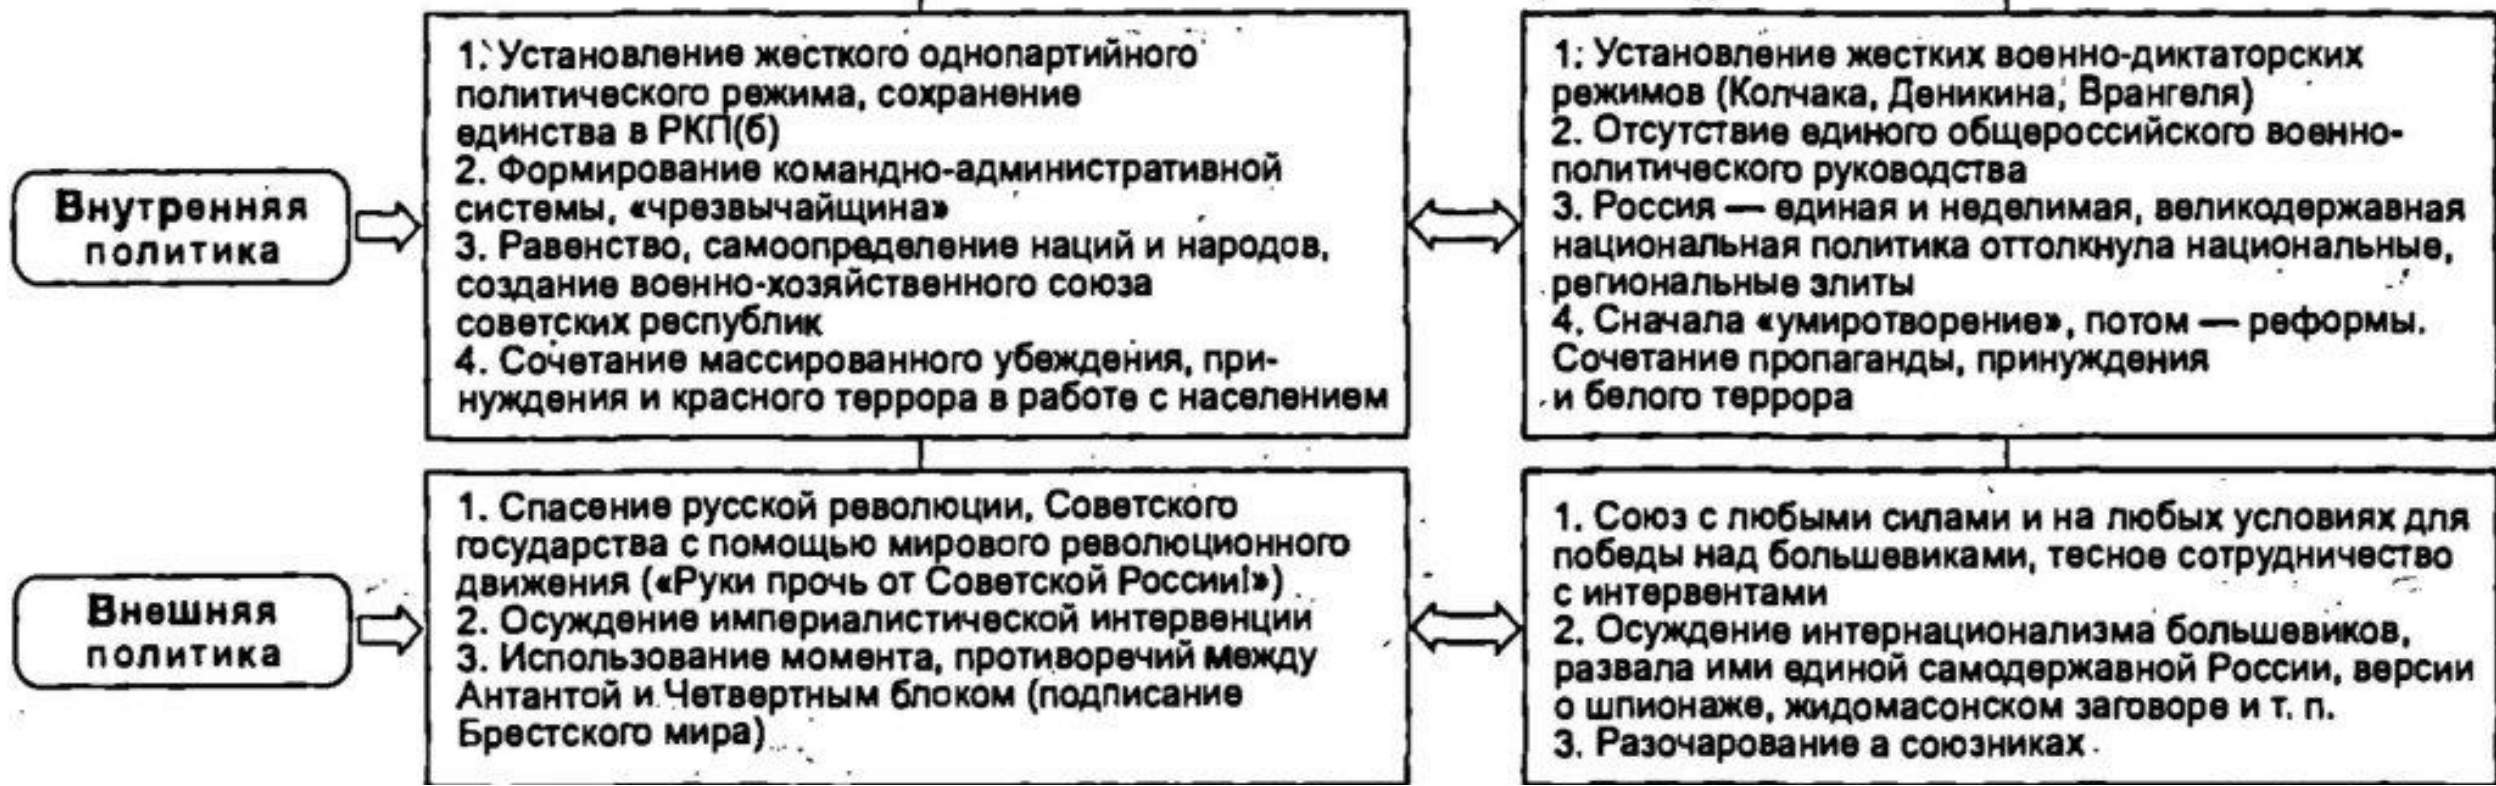 Внутренняя
политика
1. Установление жесткого однопартийного
политического режима, сохранение
единства в РКП(б)
2. Формирование командно-административной
системы, «чрезвычайщина»
3. Равенство, самоопределение наций и народов,
создание военно-хозяйственного союза
советских республик
4. Сочетание массированного убеждения, при-
нуждения и красного террора в работе с населением
1. Установление жестких военно-диктаторских
режимов (Колчака, Деникина, Врангеля)
2. Отсутствие единого общероссийского военно-
политического руководства
3. Россия — единая и неделимая, великодержавная
национальная политика оттолкнула национальные,
региональные элиты
4. Сначала «умиротворение», потом — реформы.
Сочетание пропаганды, принуждения
и белого террора
Внешняя
политика
1. Спасение русской революции, Советского
государства с помощью мирового революционного
движения («Руки прочь от Советской России!»)
2. Осуждение империалистической интервенции
3. Использование момента, противоречий между
Антантой и Четвертным блоком (подписание
Брестского мира)
1. Союз с любыми силами и на любых условиях для
победы над большевиками, тесное сотрудничество
с интервентами
2. Осуждение интернационализма большевиков,
развала ими единой самодержавной России, версии
о шпионаже, жидомасонском заговоре и т. п.
3. Разочарование а союзниках